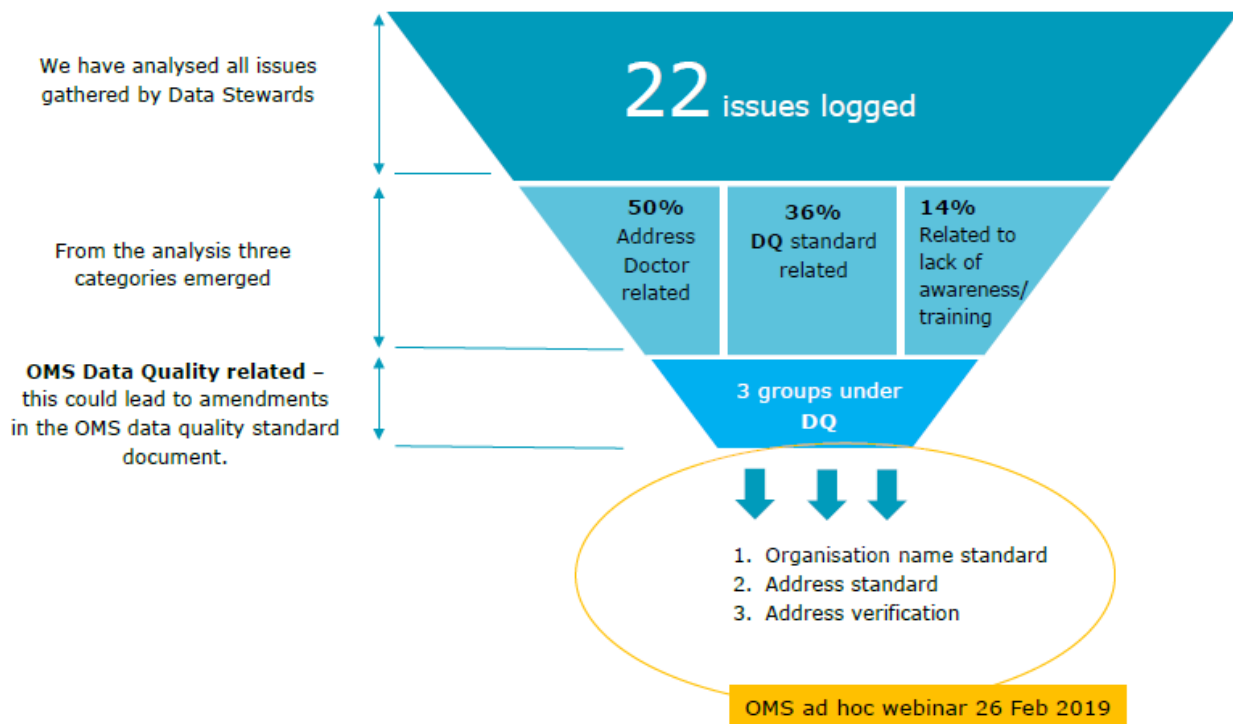 We have analysed all issues
gathered by Data Stewards
22 issues logged
From the analysis three
categories emerged
50%
Address
Doctor
related
36%
DQ standard
related
14%
Related to
lack of
awareness/
training
OMS Data Quality related –
this could lead to amendments
in the OMS data quality standard
document.
3 groups under
DQ
1. Organisation name standard
2. Address standard
3. Address verification
OMS ad hoc webinar 26 Feb 2019